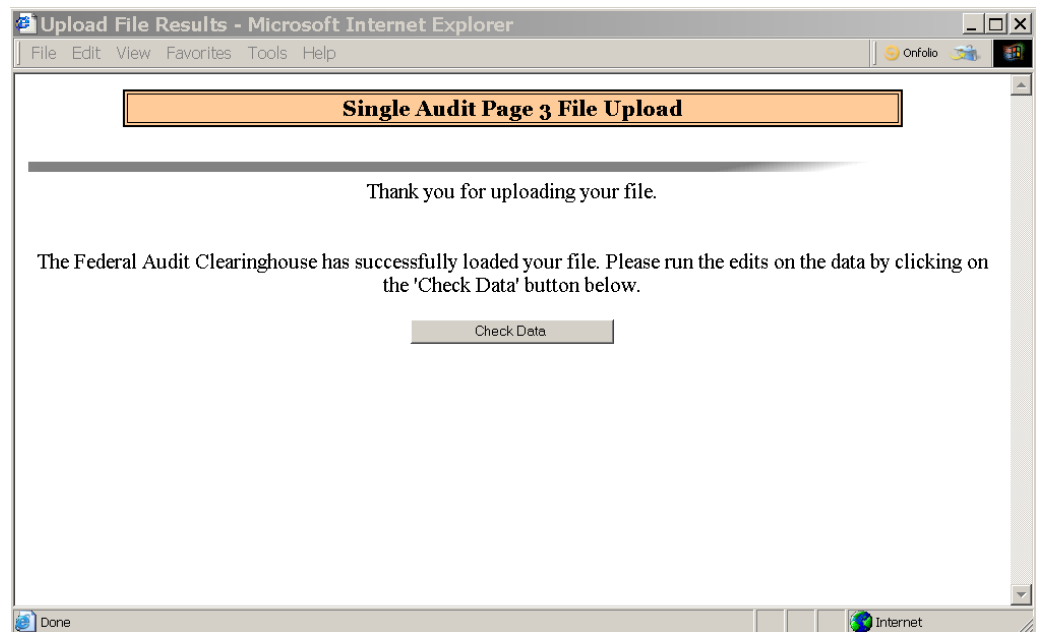 Upload File Results - Microsoft Internet Explorer
File Edit View Favorites Tools Help
Onfolio
Single Audit Page 3 File Upload
Thank you for uploading your file.
The Federal Audit Clearinghouse has successfully loaded your file. Please run the edits on the data by clicking on
the 'Check Data' button below.
Check Data
Done
Internet